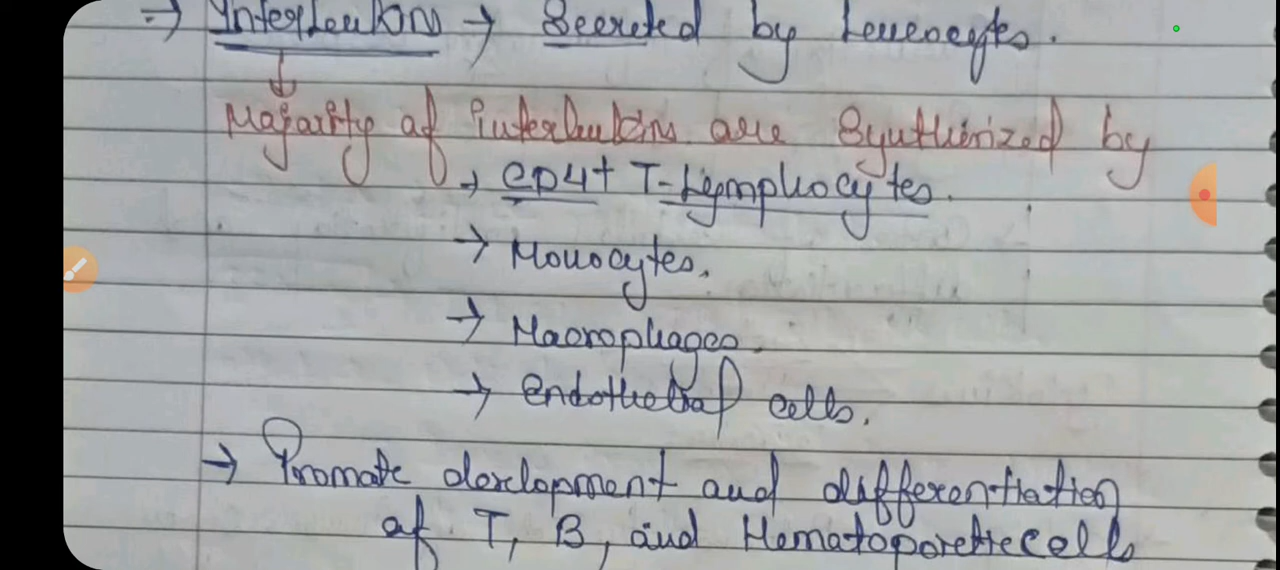 ⇒ Interleukins → Secreted by Leucocytes.
↓
Majority of interleukins are Synthesized by
→ CD4+ T-Lymphocytes.
→ Monocytes.
→ Macrophages.
→ Endothelial cells.
→ Promote development and differentiation
of T, B, and Hematopoietic cells